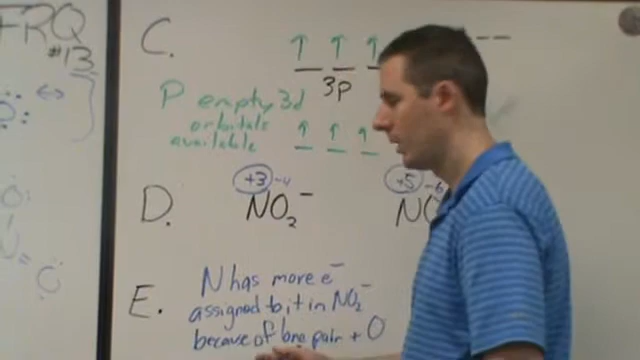 FRQ
#13
C.
3p
P empty 3d
orbitals
available
+3 -4
+5 -6
D.
NO₂⁻
NO
E.
N has more e⁻
assigned to it in NO₂⁻
because of lone pair + O